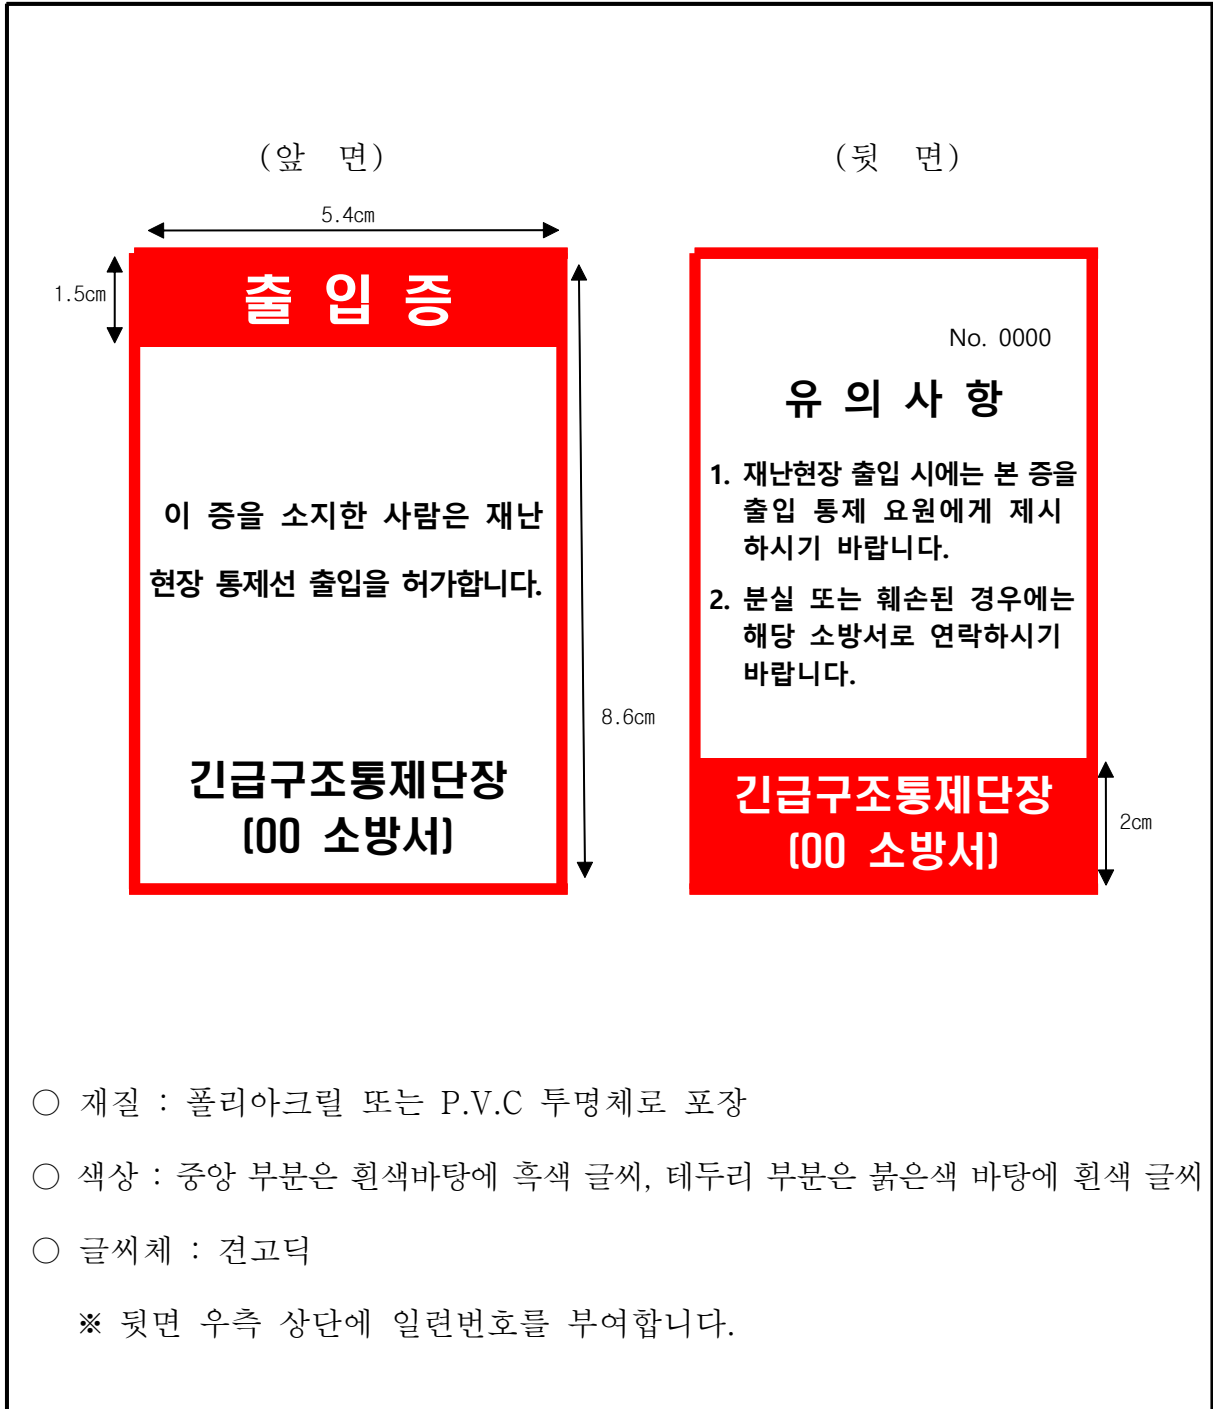 (앞 면)
5.4cm
1.5cm
출 입 증
이 증을 소지한 사람은 재난
현장 통제선 출입을 허가합니다.
8.6cm
긴급구조통제단장
(00 소방서)
(뒷 면)
No. 0000
유 의 사 항
1. 재난현장 출입 시에는 본 증을
출입 통제 요원에게 제시
하시기 바랍니다.
2. 분실 또는 훼손된 경우에는
해당 소방서로 연락하시기
바랍니다.
긴급구조통제단장
(00 소방서)
2cm
○ 재질 : 폴리아크릴 또는 P.V.C 투명체로 포장
○ 색상 : 중앙 부분은 흰색바탕에 흑색 글씨, 테두리 부분은 붉은색 바탕에 흰색 글씨
○ 글씨체 : 견고딕
※ 뒷면 우측 상단에 일련번호를 부여합니다.